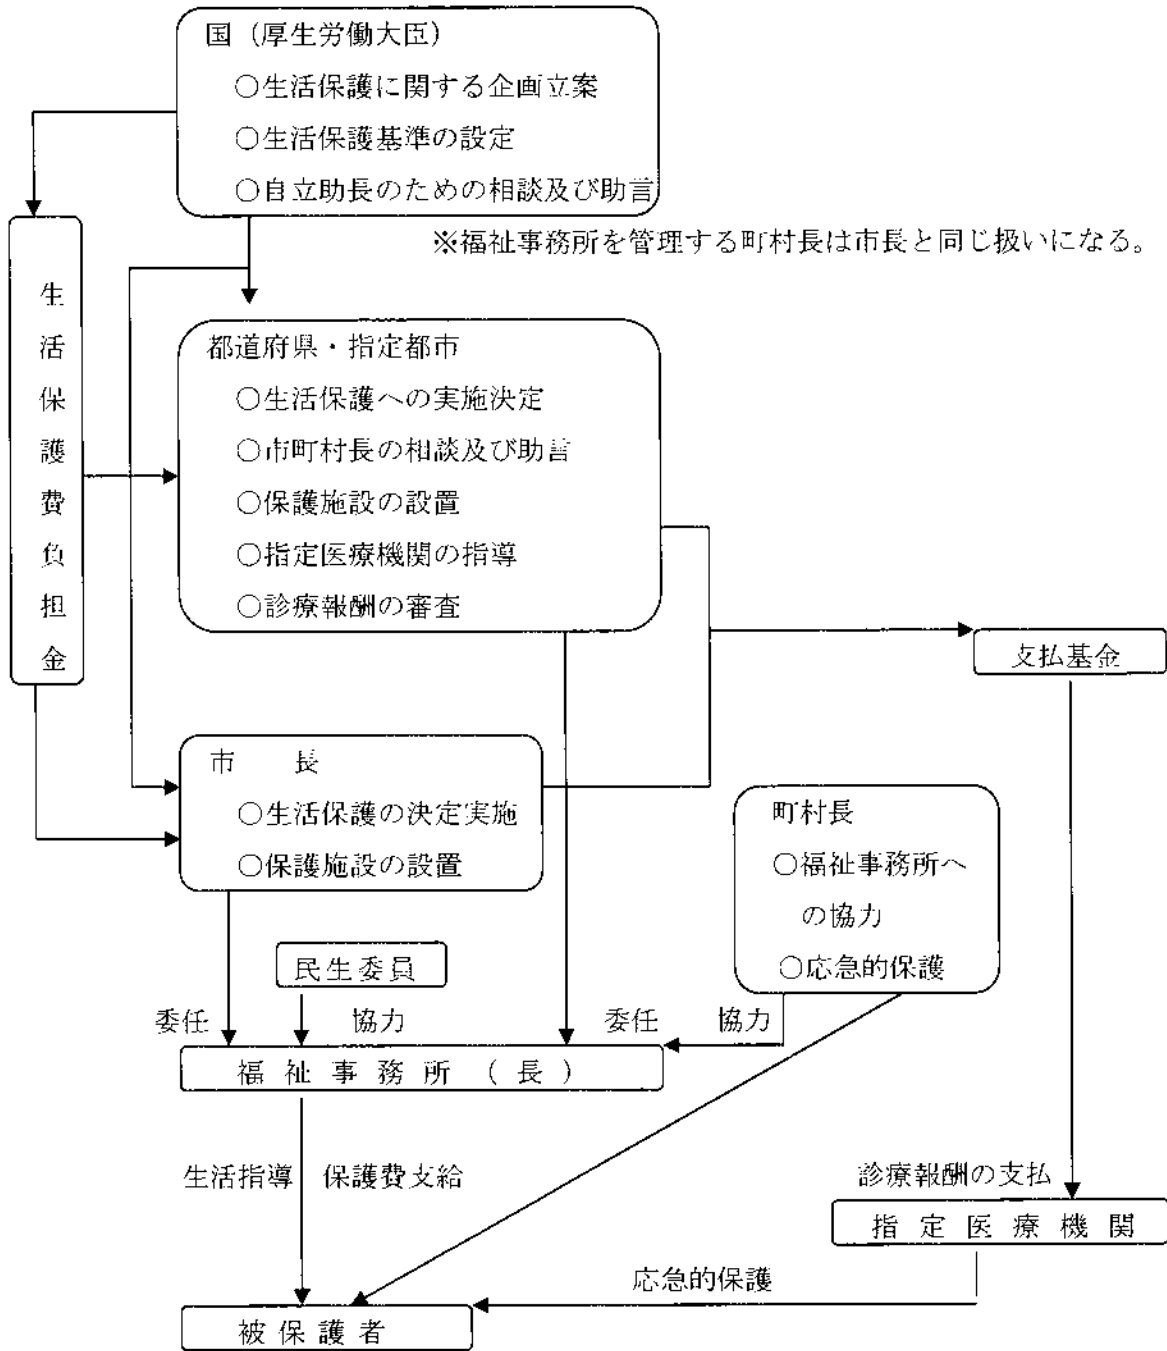 国（厚生労働大臣）
○生活保護に関する企画立案
○生活保護基準の設定
○自立助長のための相談及び助言
※福祉事務所を管理する町村長は市長と同じ扱いになる。
生活保護費負担金
都道府県・指定都市
○生活保護への実施決定
○市町村長の相談及び助言
○保護施設の設置
○指定医療機関の指導
○診療報酬の審査
支払基金
市　　長
○生活保護の決定実施
○保護施設の設置
町村長
○福祉事務所へ
の協力
○応急的保護
民生委員
委任
協力
委任
協力
福祉事務所（長）
生活指導
保護費支給
診療報酬の支払
指定医療機関
応急的保護
被保護者